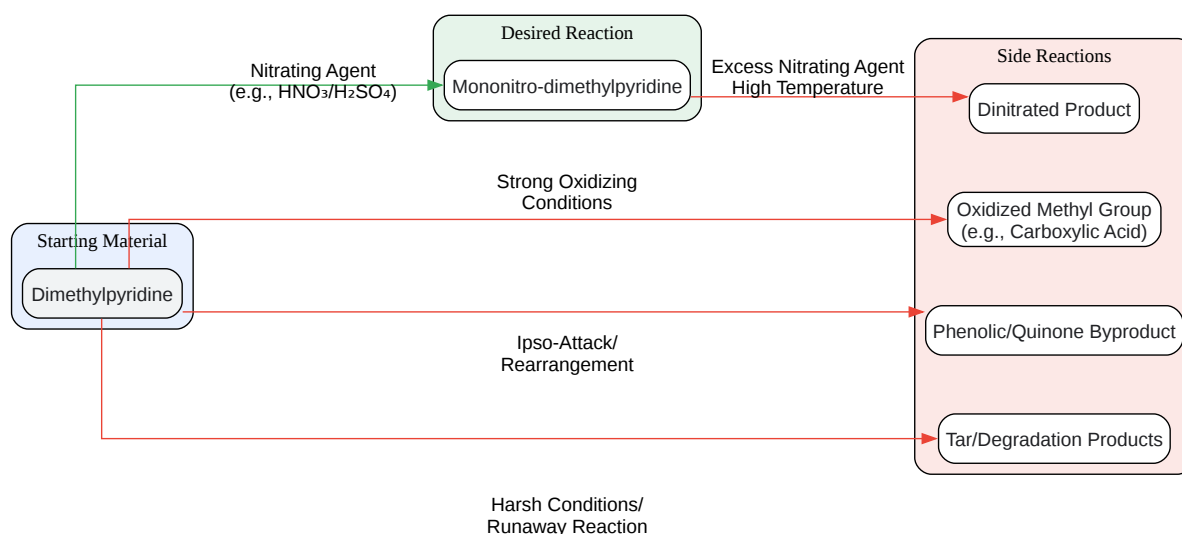 Desired Reaction
Side Reactions
Nitrating Agent
(e.g., HNO₃/H₂SO₄)
Mononitro-dimethylpyridine
Excess Nitrating Agent
High Temperature
Dinitrated Product
Strong Oxidizing
Conditions
Oxidized Methyl Group
(e.g., Carboxylic Acid)
Starting Material
Dimethylpyridine
Ipso-Attack/
Rearrangement
Phenolic/Quinone Byproduct
Tar/Degradation Products
Harsh Conditions/
Runaway Reaction